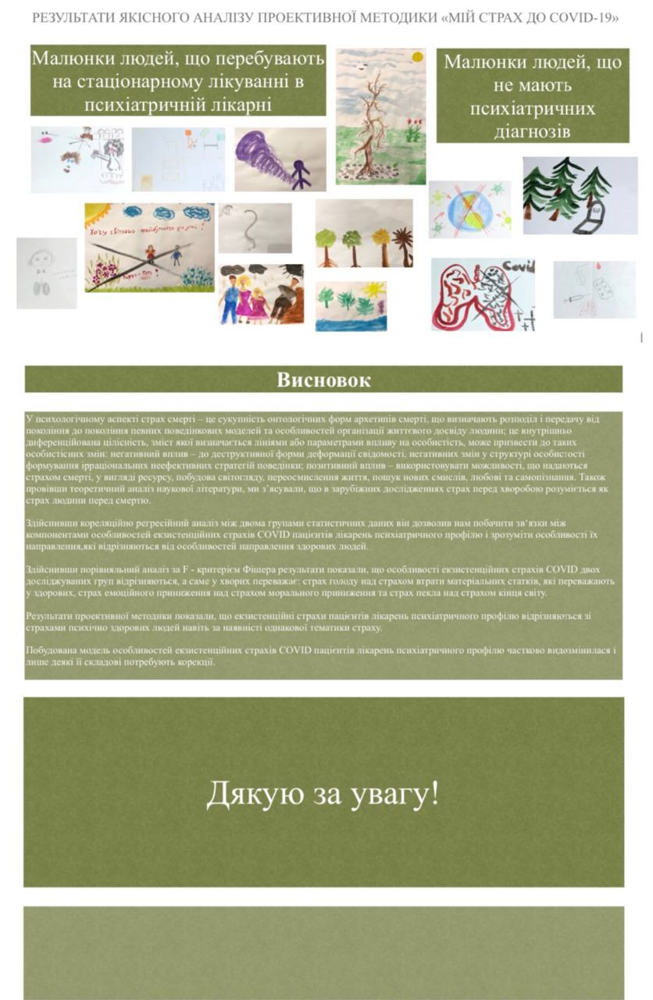 РЕЗУЛЬТАТИ ЯКІСНОГО АНАЛІЗУ ПРОЕКТИВНОЇ МЕТОДИКИ «МІЙ СТРАХ ДО COVID-19»
Малюнки людей, що перебувають
на стаціонарному лікуванні в
психіатричній лікарні
Малюнки людей, що
не мають
психіатричних
діагнозів
Хочу світлого майбутнього для дітей!
Covid
Висновок
У психологічному аспекті страх смерті – це сукупність онтологічних форм архетипів смерті, що визначають розподіл і передачу від
покоління до покоління певних поведінкових моделей та особливостей організації життєвого досвіду людини; це внутрішньо
диференційована цілісність, зміст якої визначається лініями або параметрами впливу на особистість, може призвести до таких
особистісних змін: негативний вплив – до деструктивної форми деформації свідомості, негативних змін у структурі особистості
формування ірраціональних неефективних стратегій поведінки; позитивний вплив – використовувати можливості, що надаються
страхом смерті, у вигляді ресурсу, побудова світогляду, переосмислення життя, пошук нових смислів, любові та самопізнання. Також
провівши теоретичний аналіз наукової літератури, ми з'ясували, що в зарубіжних дослідженнях страх перед хворобою розуміється як
страх людини перед смертю.
Здійснивши кореляційно регресійний аналіз між двома групами статистичних даних він дозволив нам побачити зв'язки між
компонентами особливостей екзистенційних страхів COVID пацієнтів лікарень психіатричного профілю і зрозуміти особливості їх
направлення,які відрізняються від особливостей направлення здорових людей.
Здійснивши порівняльний аналіз за F - критерієм Фішера результати показали, що особливості екзистенційних страхів COVID двох
досліджуваних груп відрізняються, а саме у хворих переважає: страх голоду над страхом втрати матеріальних статків, які переважають
у здорових, страх емоційного приниження над страхом морального приниження та страх пекла над страхом кінця світу.
Результати проективної методики показали, що екзистенційні страхи пацієнтів лікарень психіатричного профілю відрізняються зі
страхами психічно здорових людей навіть за наявністі однакової тематики страху.
Побудована модель особливостей екзистенційних страхів COVID пацієнтів лікарень психіатричного профілю частково видозмінилася і
лише деякі її складові потребують корекції.
Дякую за увагу!